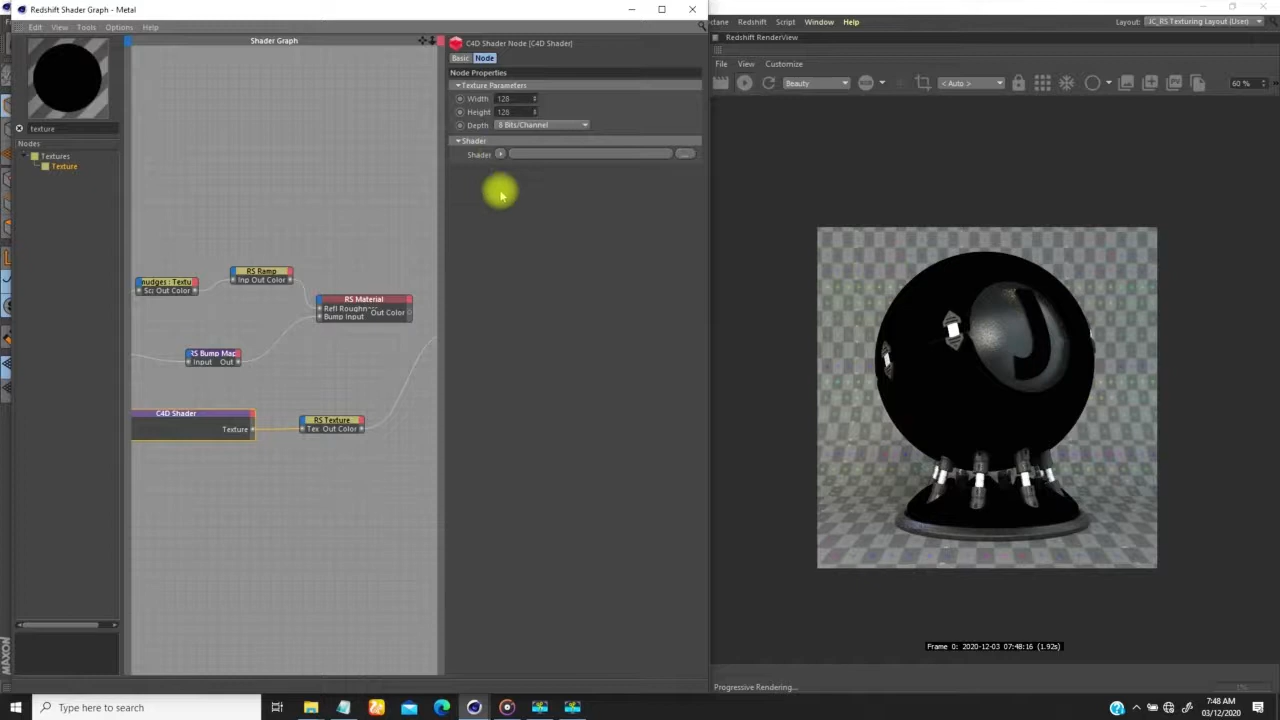 Redshift Shader Graph - Metal
Edit View Tools Options Help
Shader Graph
texture
Nodes
Textures
Texture
mudges : Textu
Out Color
RS Ramp
Inp Out Color
RS Material
Refl Roughn
Bump Input
Out Color
RS Bump Map
Input Out
C4D Shader
Texture
RS Texture
Tex Out Color
C4D Shader Node [C4D Shader]
Basic Node
Node Properties
Texture Parameters
Width 128
Height 128
Depth 8 Bits/Channel
Shader
Shader
...
ctane Redshift Script Window Help
Layout: JC_RS Texturing Layout (User)
Redshift RenderView
File View Customize
Beauty
< Auto >
60 %
Frame 0: 2020-12-03 07:48:16 (1.92s)
Progressive Rendering...
1%
MAXON
Type here to search
7:48 AM
03/12/2020